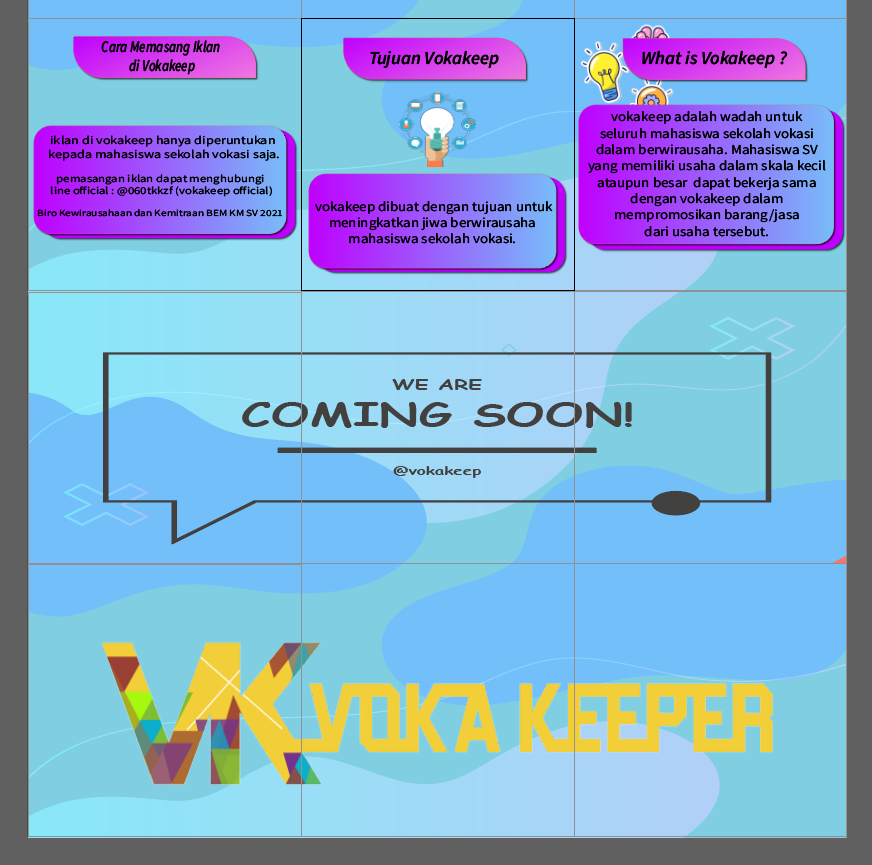 Cara Memasang Iklan
di Vokakeep
iklan di vokakeep hanya diperuntukan
kepada mahasiswa sekolah vokasi saja.
pemasangan iklan dapat menghubungi
line official : @060tkkzf (vokakeep official)
Biro Kewirausahaan dan Kemitraan BEM KM SV 2021
Tujuan Vokakeep
vokakeep dibuat dengan tujuan untuk
meningkatkan jiwa berwirausaha
mahasiswa sekolah vokasi.
What is Vokakeep ?
vokakeep adalah wadah untuk
seluruh mahasiswa sekolah vokasi
dalam berwirausaha. Mahasiswa SV
yang memiliki usaha dalam skala kecil
ataupun besar dapat bekerja sama
dengan vokakeep dalam
mempromosikan barang/jasa
dari usaha tersebut.
WE ARE
COMING SOON!
@vokakeep
VK VOKA KEEPER